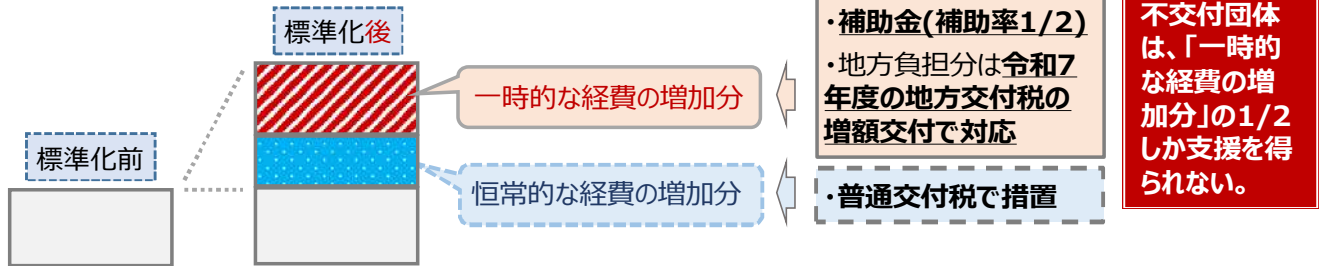 標準化前
標準化後
一時的な経費の増加分
恒常的な経費の増加分
・補助金(補助率1/2)
・地方負担分は令和7
年度の地方交付税の
増額交付で対応
・普通交付税で措置
不交付団体
は、「一時的
な経費の増
加分」の1/2
しか支援を得
られない。